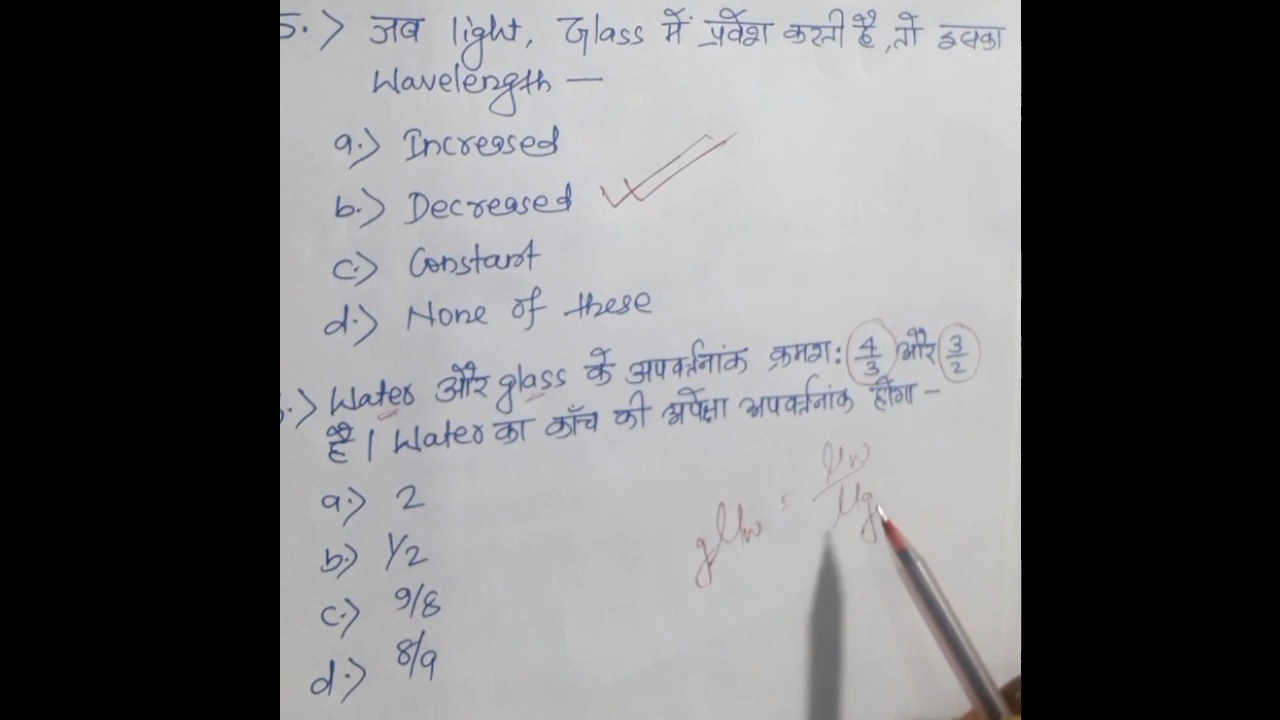 5.) जब light, Glass में प्रवेश करती है, तो इसका
Wavelength —
a.) Increased
b.) Decreased
c.) Constant
d.) None of these
.) Water और glass के अपवर्तनांक क्रमश: 4/3 और 3/2
है। Water का काँच की अपेक्षा अपवर्तनांक होगा -
a.) 2
b.) 1/2
c.) 9/8
d.) 8/9
gμw = μw/μg